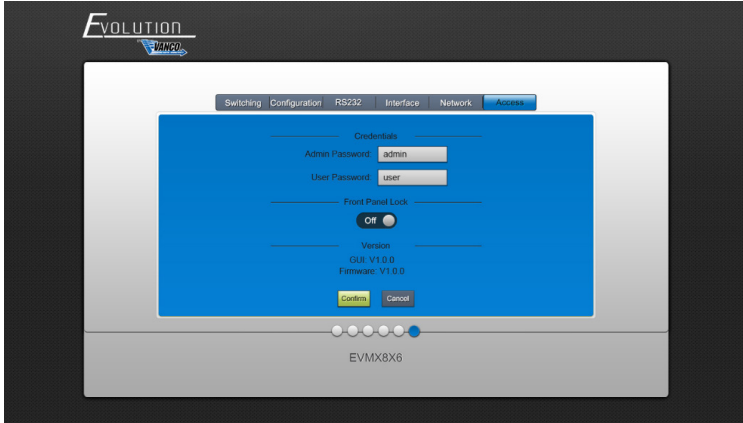 EVOLUTION
VANCO
Switching Configuration RS232 Interface Network Access
Credentials
Admin Password: admin
User Password: user
Front Panel Lock
Off
Version
GUI: V1.0.0
Firmware: V1.0.0
Confirm Cancel
EVMX8X6